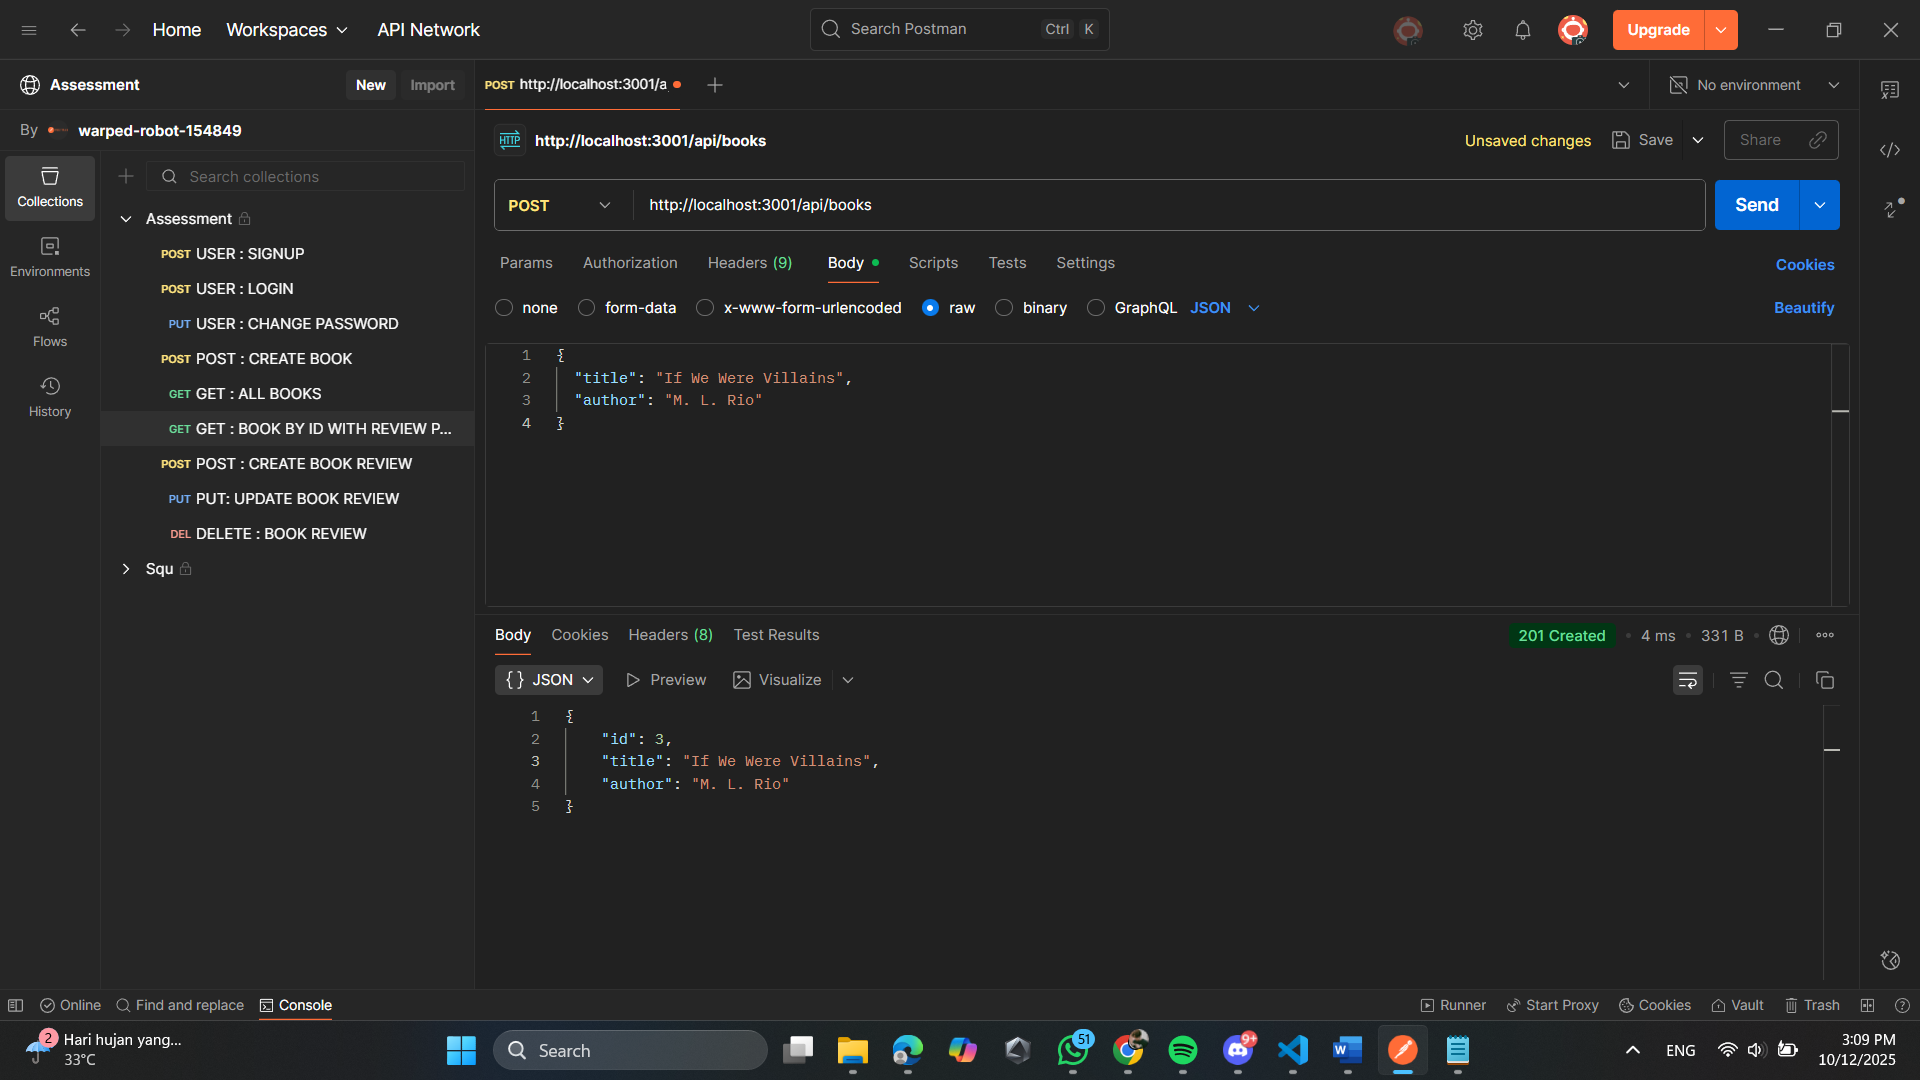 Home Workspaces API Network Search Postman Ctrl K Upgrade
Assessment New Import
By warped-robot-154849
Collections
Environments
Flows
History
Search collections
Assessment
POST USER : SIGNUP
POST USER : LOGIN
PUT USER : CHANGE PASSWORD
POST POST : CREATE BOOK
GET GET : ALL BOOKS
GET GET : BOOK BY ID WITH REVIEW P...
POST POST : CREATE BOOK REVIEW
PUT PUT: UPDATE BOOK REVIEW
DEL DELETE : BOOK REVIEW
Squ
POST http://localhost:3001/a No environment
HTTP http://localhost:3001/api/books Unsaved changes Save Share
POST http://localhost:3001/api/books Send
Params Authorization Headers (9) Body Scripts Tests Settings Cookies
none form-data x-www-form-urlencoded raw binary GraphQL JSON Beautify
1 {
2 "title": "If We Were Villains",
3 "author": "M. L. Rio"
4 }
Body Cookies Headers (8) Test Results 201 Created 4 ms 331 B
{} JSON Preview Visualize
1 {
2 "id": 3,
3 "title": "If We Were Villains",
4 "author": "M. L. Rio"
5 }
Online Find and replace Console Runner Start Proxy Cookies Vault Trash
2 Hari hujan yang...
33°C
Search
51
9+
ENG
3:09 PM
10/12/2025